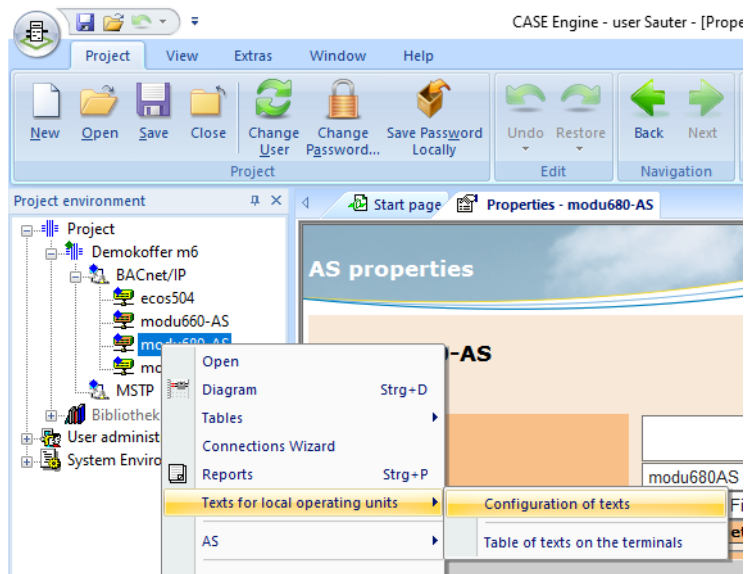 CASE Engine - user Sauter - [Prope
Project View Extras Window Help
New Open Save Close Change User Change Password... Save Password Locally Undo Restore Back Next
Project Edit Navigation
Project environment
Start page
Properties - modu680-AS
Project
Demokoffer m6
BACnet/IP
ecos504
modu660-AS
modu680-AS
MSTP
Bibliothek
User administ
System Enviro
AS properties
-AS
modu680AS
Open
Diagram Strg+D
Tables
Connections Wizard
Reports Strg+P
Texts for local operating units
AS
Configuration of texts
Table of texts on the terminals